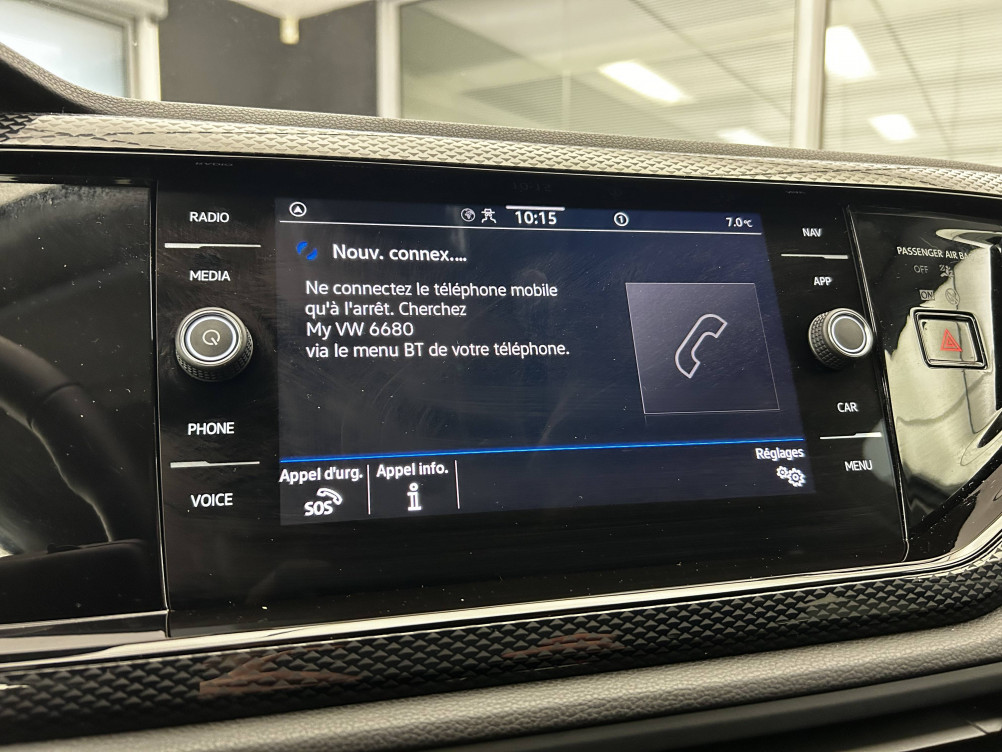 RADIO
MEDIA
PHONE
VOICE
10:15
1
7.0°C
Nouv. connex....
Ne connectez le téléphone mobile
qu'à l'arrêt. Cherchez
My VW 6680
via le menu BT de votre téléphone.
Appel d'urg.
SOS
Appel info.
i
Réglages
NAV
APP
CAR
MENU
PASSENGER AIR BA
OFF
ON